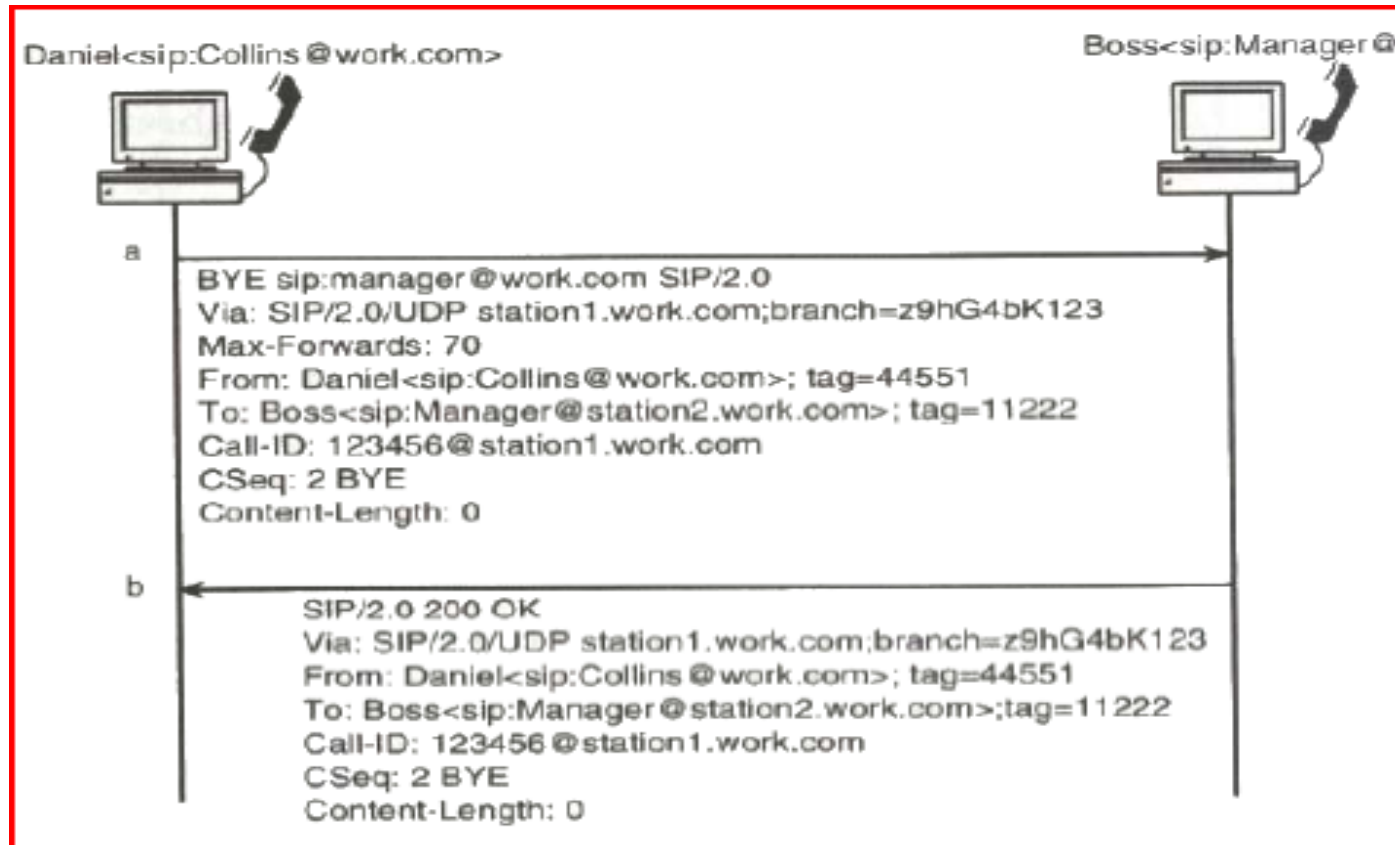 Daniel<sip:Collins@work.com>
Boss<sip:Manager@
a
BYE sip:manager@work.com SIP/2.0
Via: SIP/2.0/UDP station1.work.com;branch=z9hG4bK123
Max-Forwards: 70
From: Daniel<sip:Collins@work.com>; tag=44551
To: Boss<sip:Manager@station2.work.com>; tag=11222
Call-ID: 123456@station1.work.com
CSeq: 2 BYE
Content-Length: 0
b
SIP/2.0 200 OK
Via: SIP/2.0/UDP station1.work.com;branch=z9hG4bK123
From: Daniel<sip:Collins@work.com>; tag=44551
To: Boss<sip:Manager@station2.work.com>;tag=11222
Call-ID: 123456@station1.work.com
CSeq: 2 BYE
Content-Length: 0